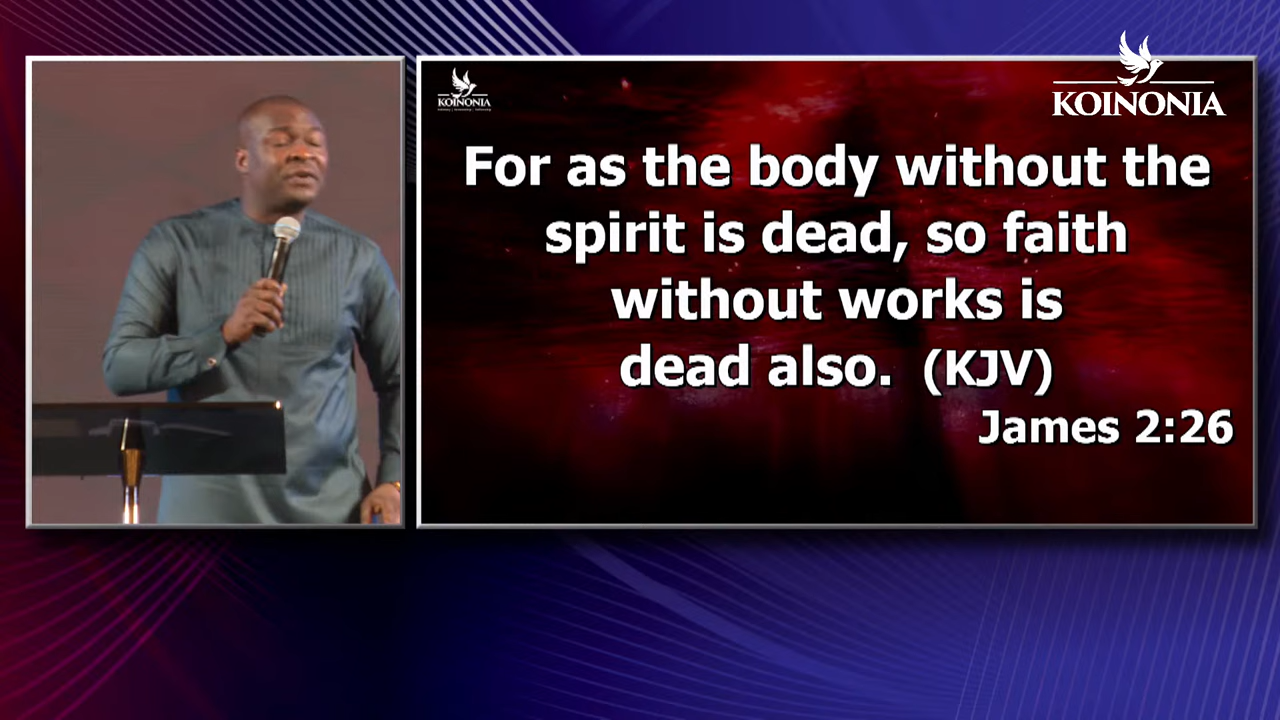 KOINONIA
KOINONIA
For as the body without the
spirit is dead, so faith
without works is
dead also.  (KJV)
James 2:26